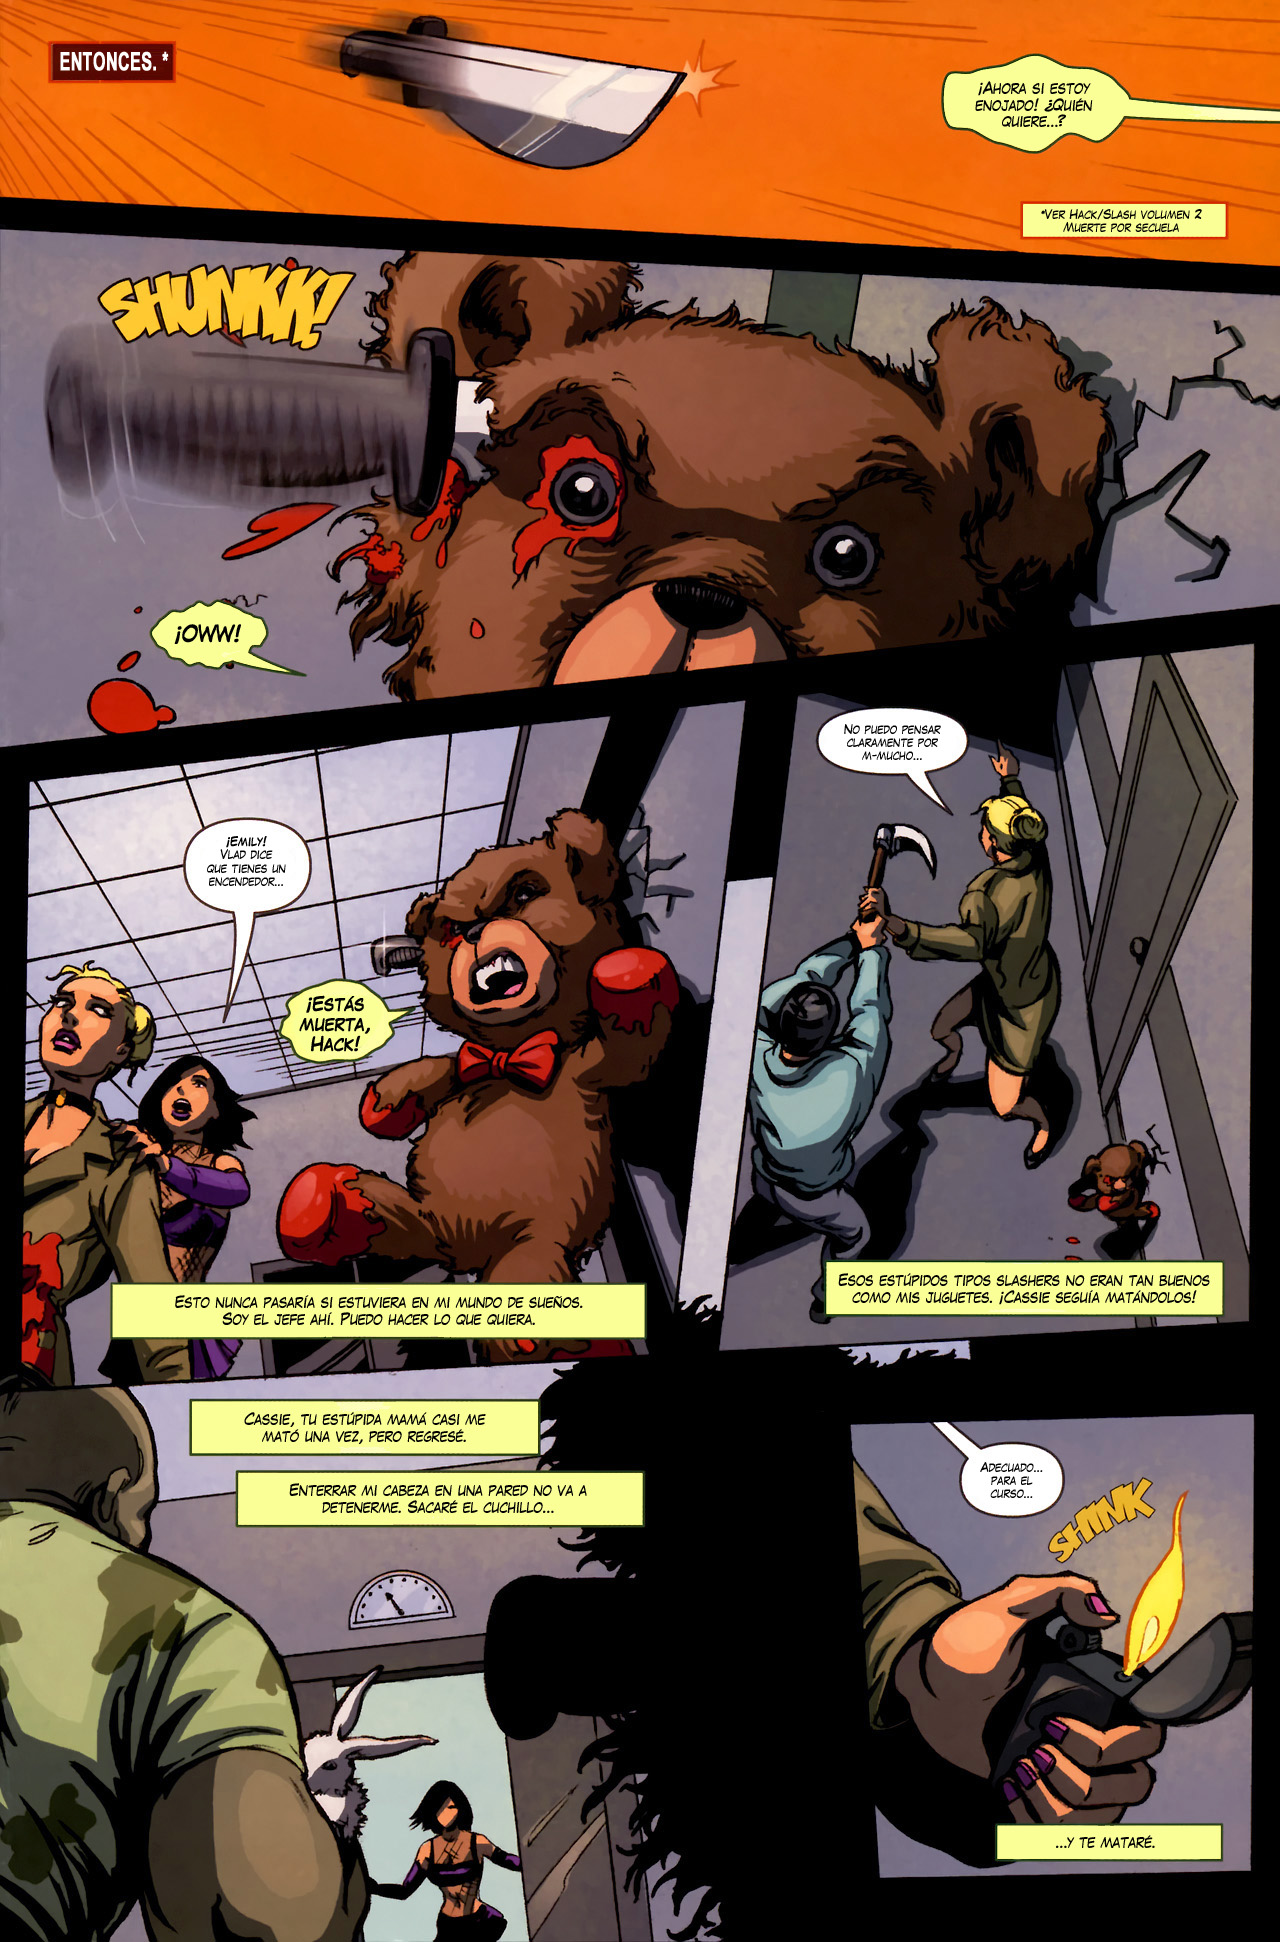 ENTONCES. *
¡AHORA SI ESTOY
ENOJADO! ¿QUIÉN
QUIERE...?
*VER HACK/SLASH VOLUMEN 2
MUERTE POR SECUELA
SHUNKK!
¡OWW!
¡EMILY!
VLAD DICE
QUE TIENES UN
ENCENDEDOR...
¡ESTÁS
MUERTA,
HACK!
ESTO NUNCA PASARÍA SI ESTUVIERA EN MI MUNDO DE SUEÑOS.
SOY EL JEFE AHÍ. PUEDO HACER LO QUE QUIERA.
NO PUEDO PENSAR
CLARAMENTE POR
M-MUCHO...
ESOS ESTÚPIDOS TIPOS SLASHERS NO ERAN TAN BUENOS
COMO MIS JUGUETES. ¡CASSIE SEGUÍA MATÁNDOLOS!
CASSIE, TU ESTÚPIDA MAMÁ CASI ME
MATÓ UNA VEZ, PERO REGRESÉ.
ENTERRAR MI CABEZA EN UNA PARED NO VA A
DETENERME. SACARÉ EL CUCHILLO...
ADECUADO...
PARA EL
CURSO...
SHINK
...Y TE MATARÉ.